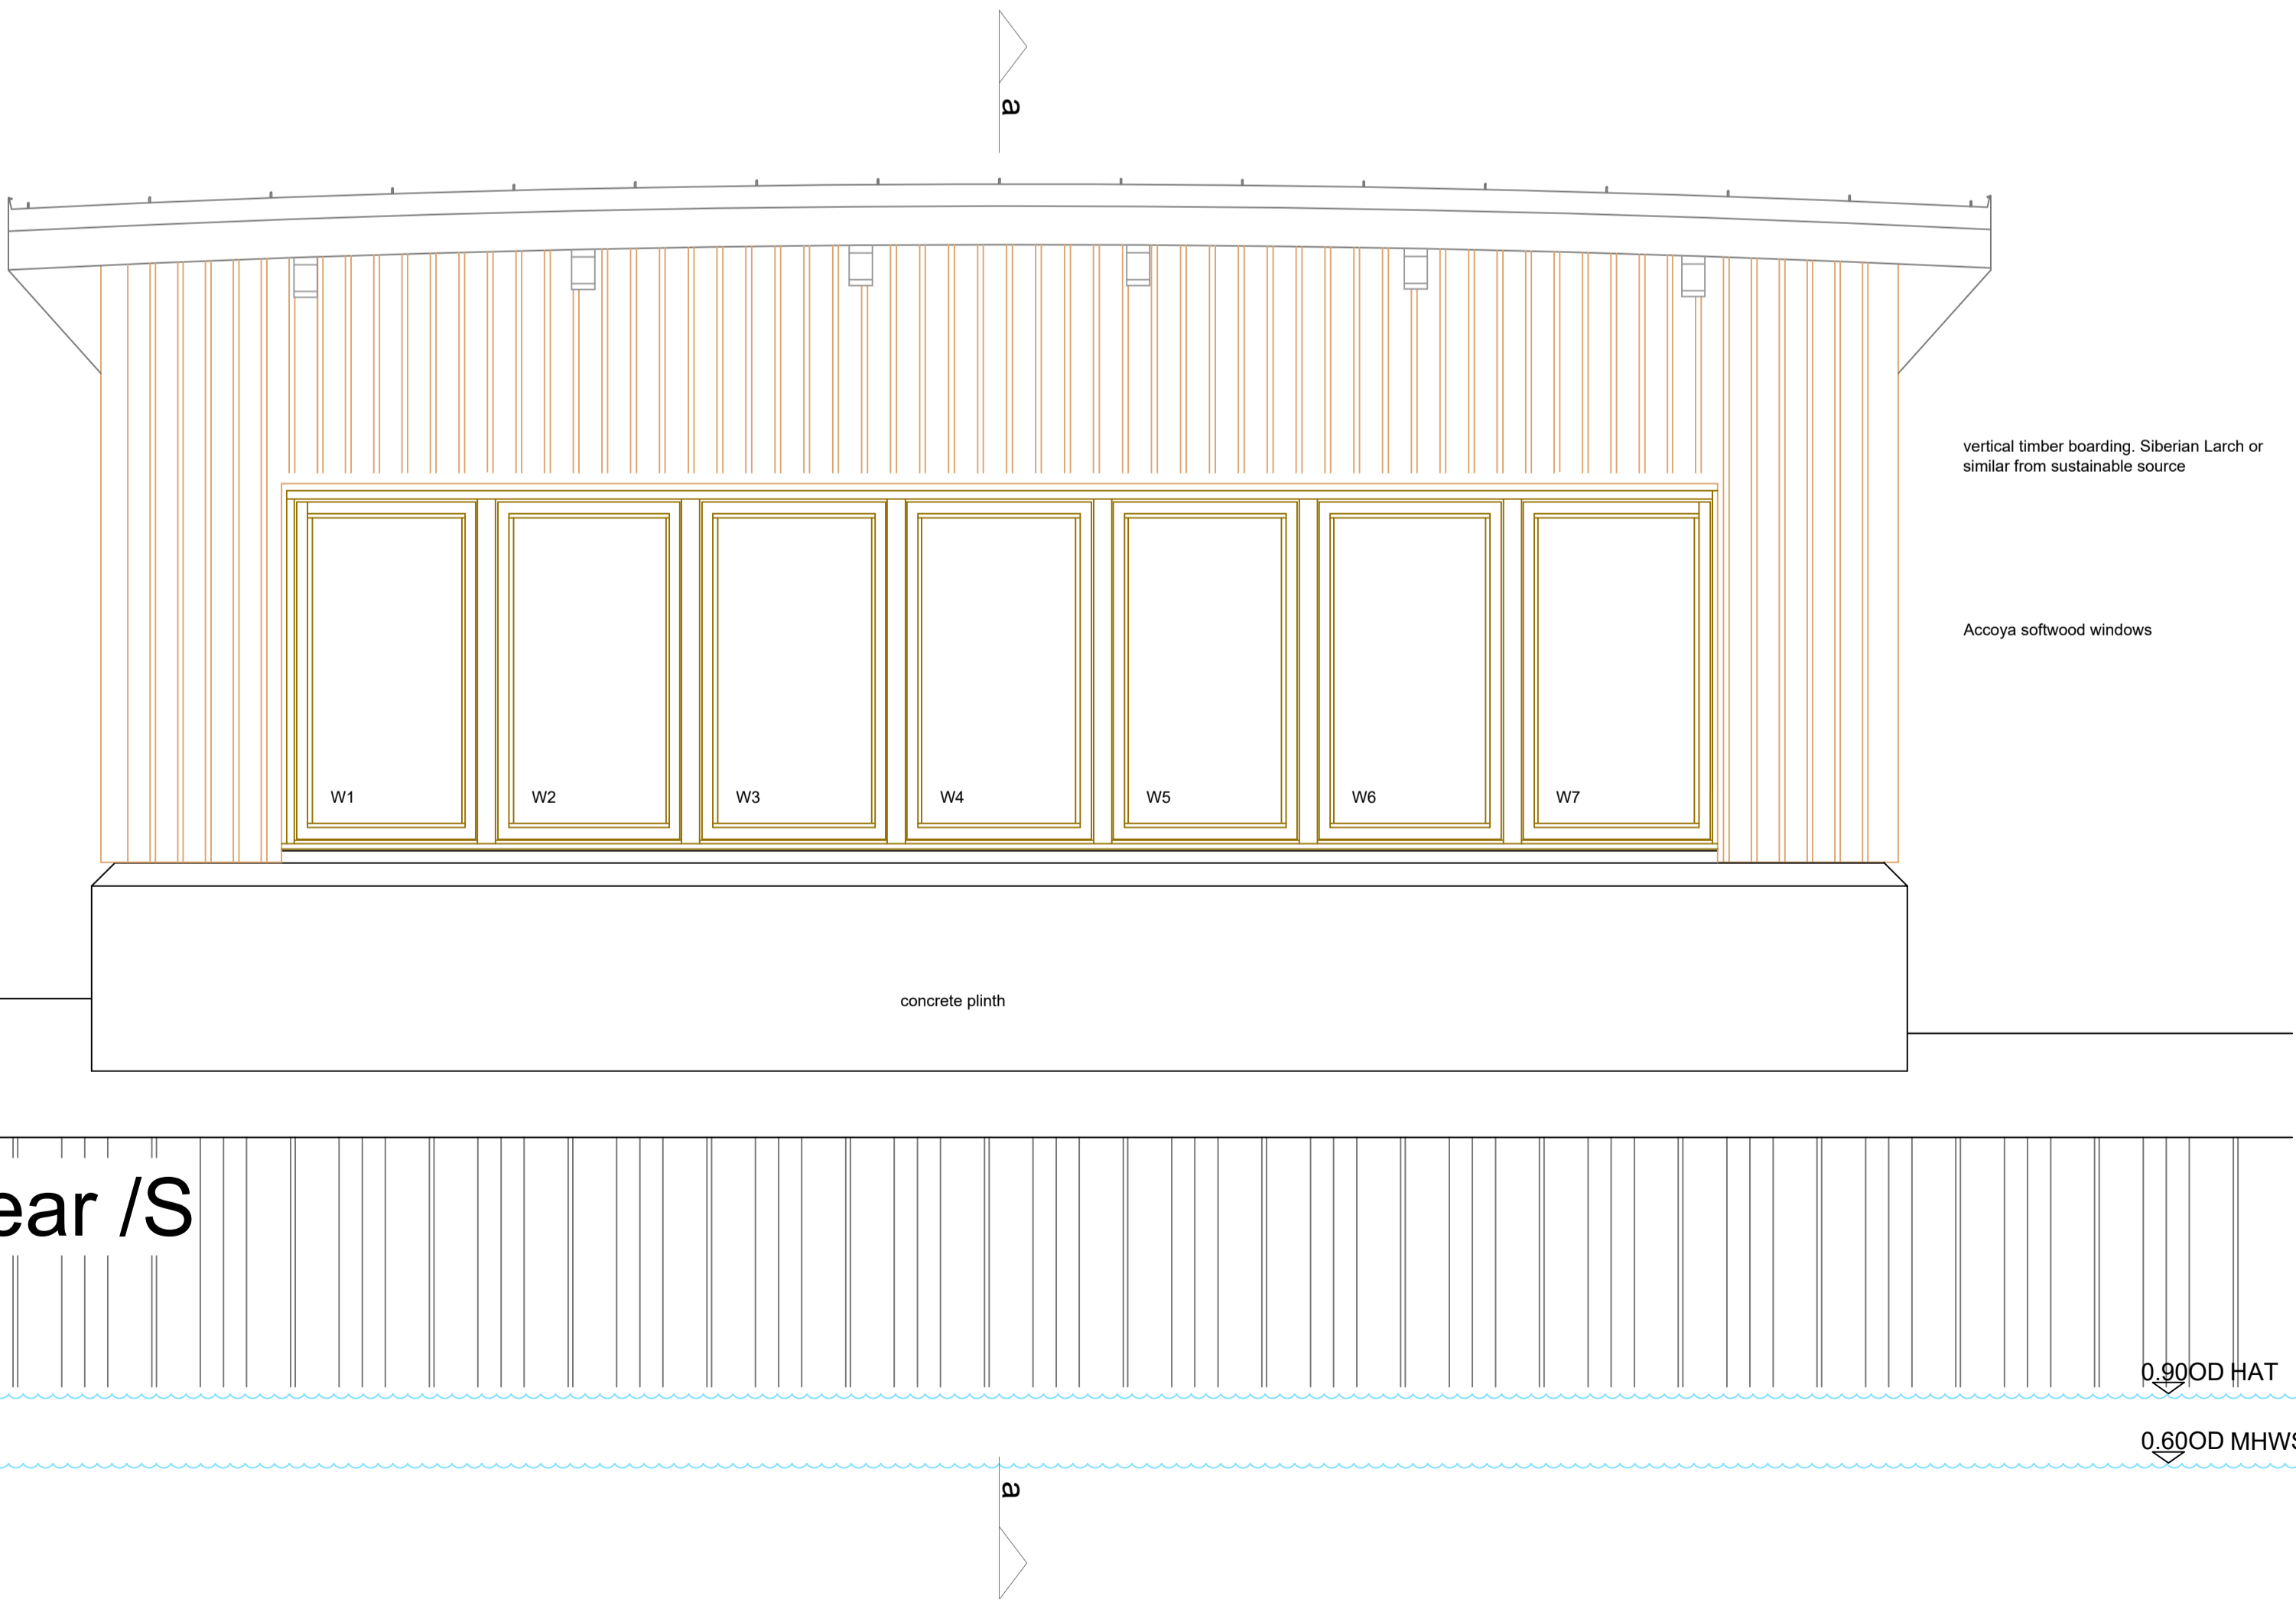 a
vertical timber boarding. Siberian Larch or
similar from sustainable source
Accoya softwood windows
W1 W2 W3 W4 W5 W6 W7
concrete plinth
ear /S
0.90OD HAT
0.60OD MHWS
a